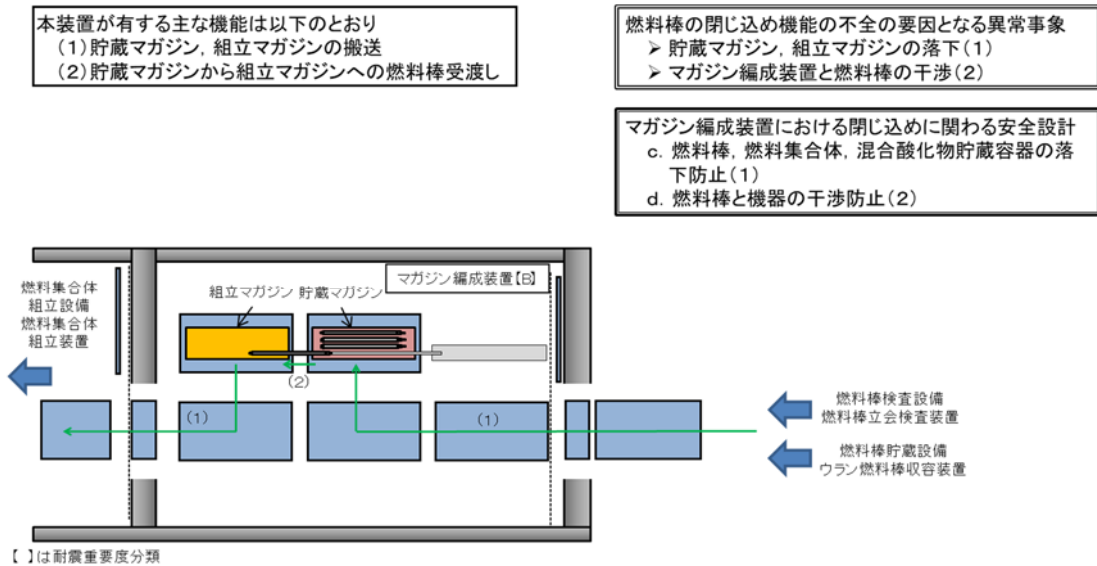 本装置が有する主な機能は以下のとおり
(1)貯蔵マガジン，組立マガジンの搬送
(2)貯蔵マガジンから組立マガジンへの燃料棒受渡し
燃料棒の閉じ込め機能の不全の要因となる異常事象
➢ 貯蔵マガジン，組立マガジンの落下(1)
➢ マガジン編成装置と燃料棒の干渉(2)
マガジン編成装置における閉じ込めに関わる安全設計
c. 燃料棒，燃料集合体，混合酸化物貯蔵容器の落
下防止(1)
d. 燃料棒と機器の干渉防止(2)
マガジン編成装置【B】
燃料集合体
組立設備
燃料集合体
組立装置
組立マガジン 貯蔵マガジン
(2)
(1)
(1)
燃料棒検査設備
燃料棒立会検査装置
燃料棒貯蔵設備
ウラン燃料棒収容装置
【 】は耐震重要度分類